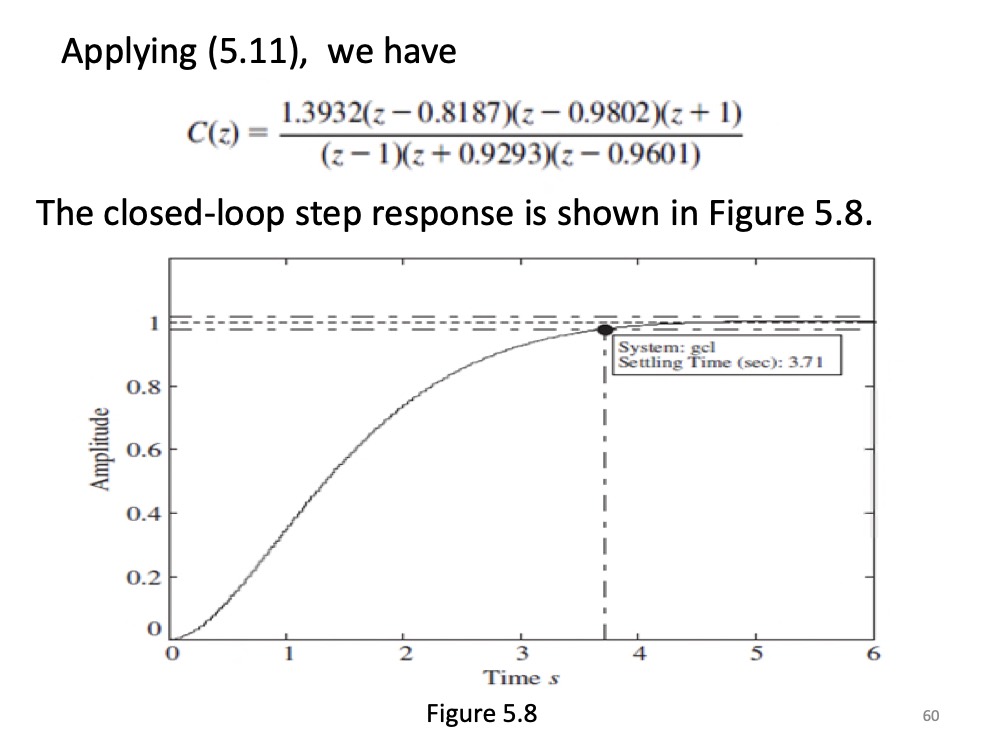 Applying (5.11), we have
C(z) = 1.3932(z − 0.8187)(z − 0.9802)(z + 1)
(z − 1)(z + 0.9293)(z − 0.9601)
The closed-loop step response is shown in Figure 5.8.
1
System: gcl
Settling Time (sec): 3.71
0.8
Amplitude
0.6
0.4
0.2
0
0 1 2 3 4 5 6
Time s
Figure 5.8
60